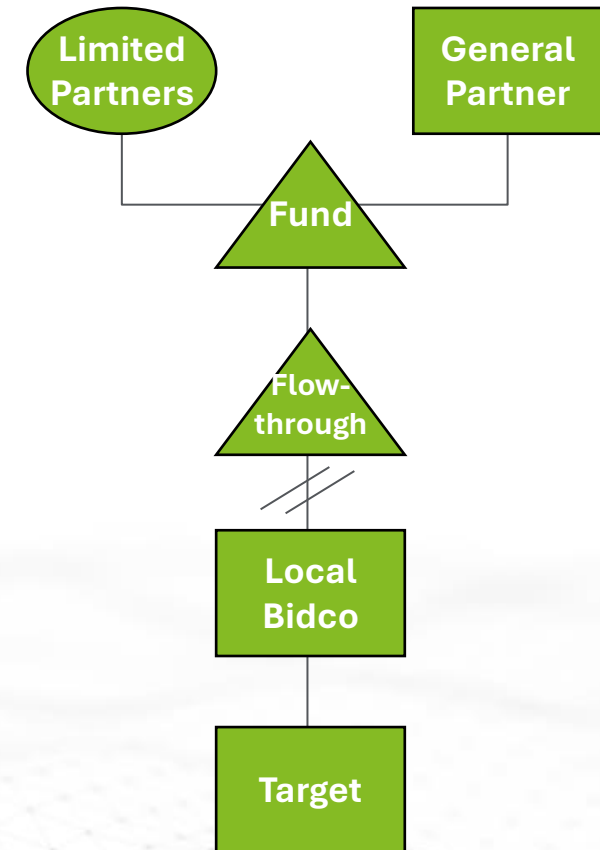 Limited
Partners
General
Partner
Fund
Flow-
through
Local
Bidco
Target